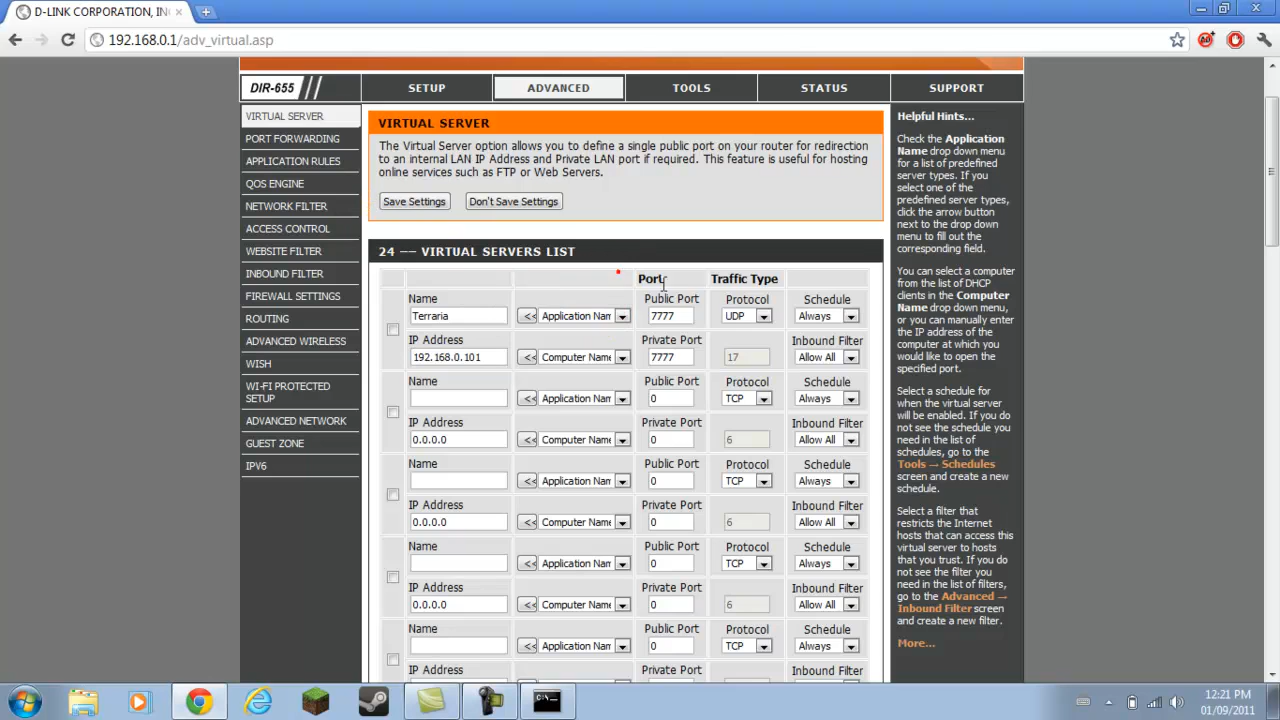 D-LINK CORPORATION, IN
192.168.0.1/adv_virtual.asp
DIR-655
SETUP
ADVANCED
TOOLS
STATUS
SUPPORT
VIRTUAL SERVER
PORT FORWARDING
APPLICATION RULES
QOS ENGINE
NETWORK FILTER
ACCESS CONTROL
WEBSITE FILTER
INBOUND FILTER
FIREWALL SETTINGS
ROUTING
ADVANCED WIRELESS
WISH
WI-FI PROTECTED
SETUP
ADVANCED NETWORK
GUEST ZONE
IPV6
VIRTUAL SERVER
The Virtual Server option allows you to define a single public port on your router for redirection
to an internal LAN IP Address and Private LAN port if required. This feature is useful for hosting
online services such as FTP or Web Servers.
Save Settings Don't Save Settings
24 –– VIRTUAL SERVERS LIST
Port Traffic Type
Name Public Port Protocol Schedule
Terraria << Application Nam 7777 UDP Always
IP Address Private Port Inbound Filter
192.168.0.101 << Computer Name 7777 17 Allow All
Name Public Port Protocol Schedule
<< Application Nam 0 TCP Always
IP Address Private Port Inbound Filter
0.0.0.0 << Computer Name 0 6 Allow All
Name Public Port Protocol Schedule
<< Application Nam 0 TCP Always
IP Address Private Port Inbound Filter
0.0.0.0 << Computer Name 0 6 Allow All
Name Public Port Protocol Schedule
<< Application Nam 0 TCP Always
IP Address Private Port Inbound Filter
0.0.0.0 << Computer Name 0 6 Allow All
Name Public Port Protocol Schedule
<< Application Nam 0 TCP Always
IP Address Private Port Inbound Filter
Helpful Hints...
Check the Application
Name drop down menu
for a list of predefined
server types. If you
select one of the
predefined server types,
click the arrow button
next to the drop down
menu to fill out the
corresponding field.
You can select a computer
from the list of DHCP
clients in the Computer
Name drop down menu,
or you can manually enter
the IP address of the
computer at which you
would like to open the
specified port.
Select a schedule for
when the virtual server
will be enabled. If you do
not see the schedule you
need in the list of
schedules, go to the
Tools → Schedules
screen and create a new
schedule.
Select a filter that
restricts the Internet
hosts that can access this
virtual server to hosts
that you trust. If you do
not see the filter you
need in the list of filters,
go to the Advanced →
Inbound Filter screen
and create a new filter.
More...
12:21 PM
01/09/2011